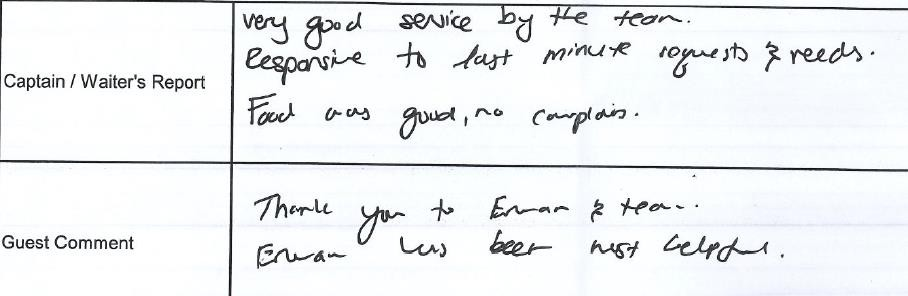 very good service by the team.
Captain / Waiter's Report
Responsive to last minute requests & needs.
Food was good, no complains.
Guest Comment
Thank you to Erwan & team.
Erwan has been most helpful.